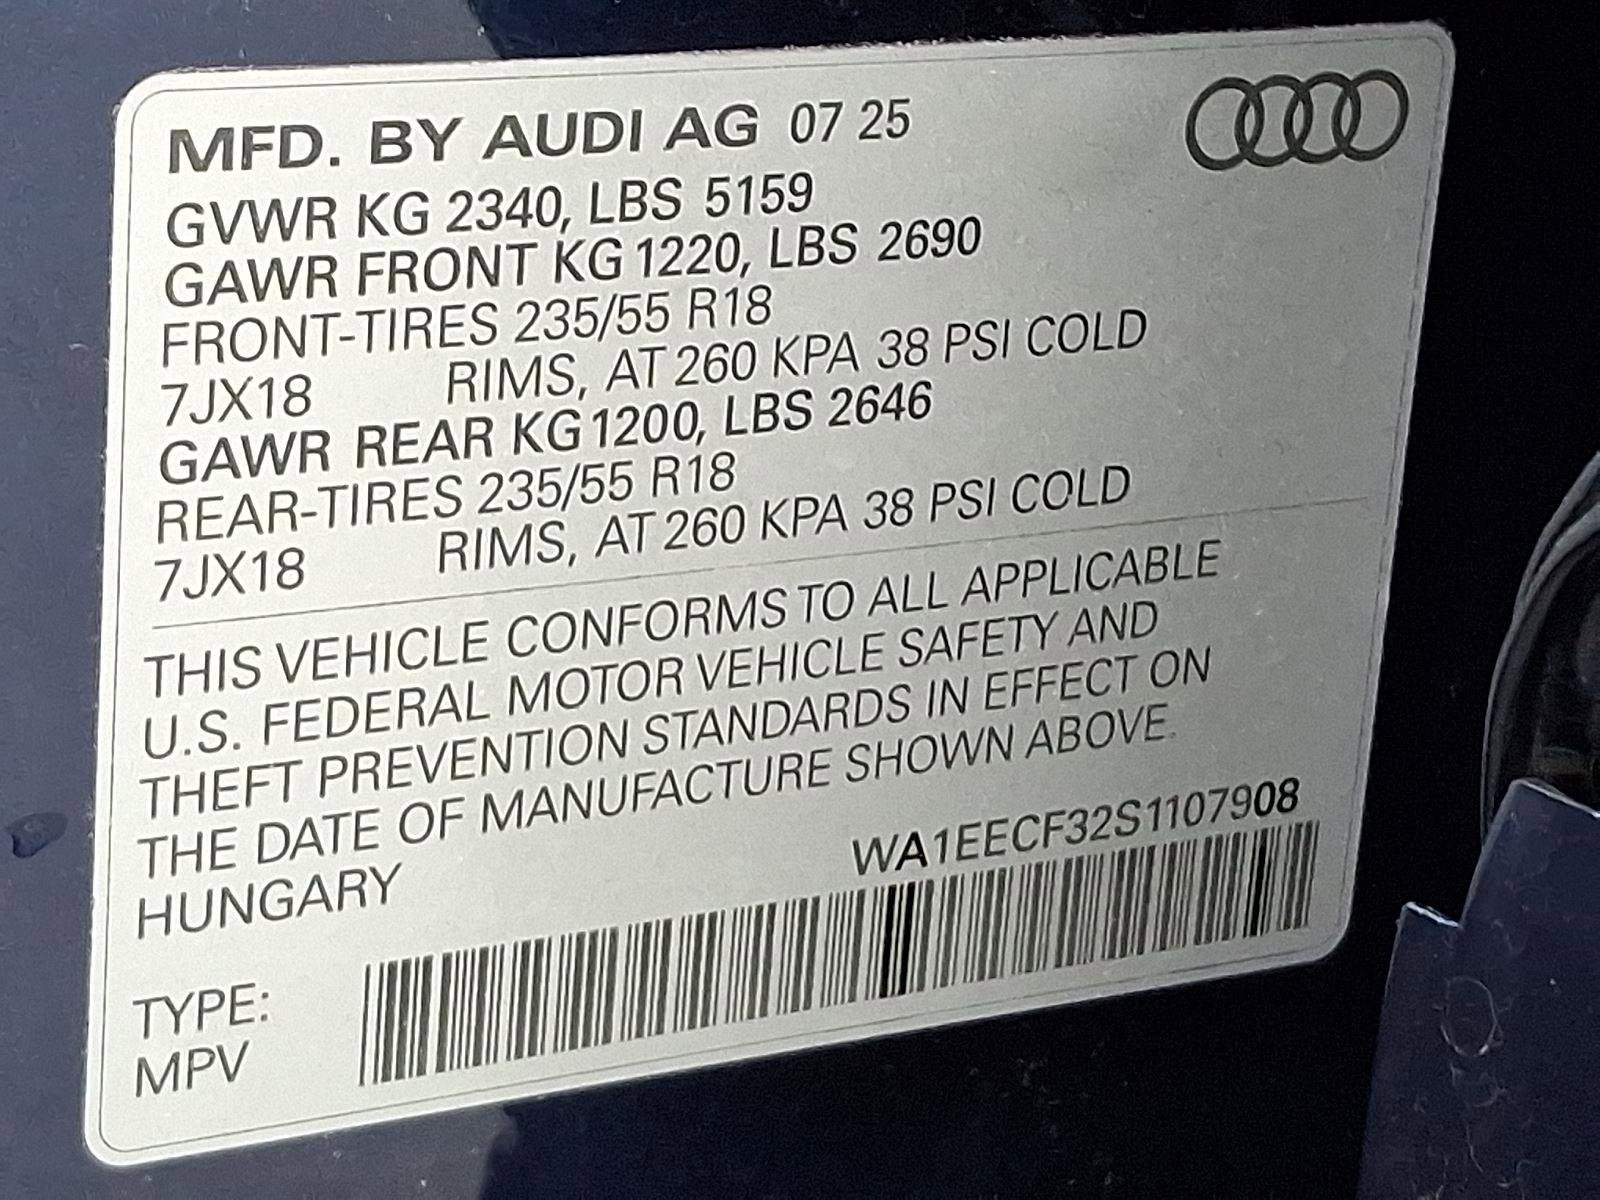 MFD. BY AUDI AG 07 25
GVWR KG 2340, LBS 5159
GAWR FRONT KG 1220, LBS 2690
FRONT-TIRES 235/55 R18
7JX18 RIMS, AT 260 KPA 38 PSI COLD
GAWR REAR KG 1200, LBS 2646
REAR-TIRES 235/55 R18
7JX18 RIMS, AT 260 KPA 38 PSI COLD
THIS VEHICLE CONFORMS TO ALL APPLICABLE
U.S. FEDERAL MOTOR VEHICLE SAFETY AND
THEFT PREVENTION STANDARDS IN EFFECT ON
THE DATE OF MANUFACTURE SHOWN ABOVE.
HUNGARY WA1EECF32S1107908
TYPE:
MPV